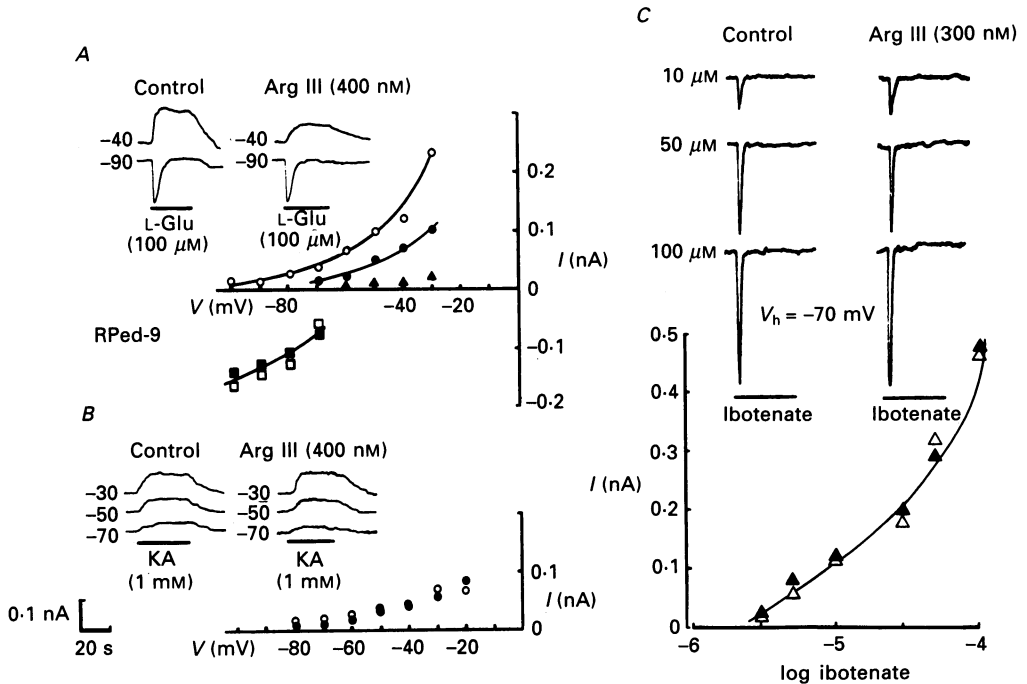 A
Control
Arg III (400 nM)
−40
−90
L-Glu
(100 μM)
−40
−90
L-Glu
(100 μM)
0.2
0.1
0
−0.1
−0.2
I (nA)
V (mV)
−80
−40
−20
RPed-9
B
Control
Arg III (400 nM)
−30
−50
−70
KA
(1 mM)
−30
−50
−70
KA
(1 mM)
0.1
0
I (nA)
V (mV)
−80
−60
−40
−20
0·1 nA
20 s
C
Control
Arg III (300 nM)
10 μM
50 μM
100 μM
Vh = −70 mV
Ibotenate
Ibotenate
0.5
0.4
0.3
0.2
0.1
0
I (nA)
−6
−5
−4
log ibotenate